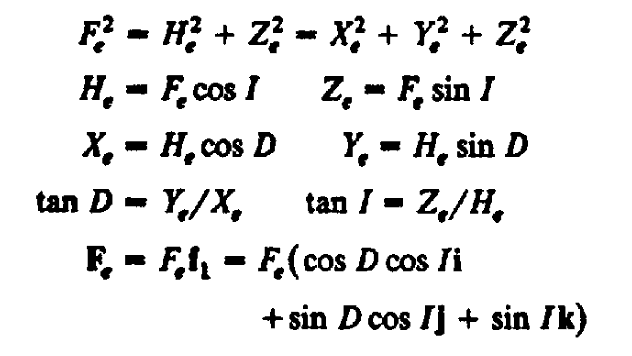 F_e^2 = H_e^2 + Z_e^2 = X_e^2 + Y_e^2 + Z_e^2
H_e = F_e cos I Z_e = F_e sin I
X_e = H_e cos D Y_e = H_e sin D
tan D = Y_e/X_e tan I = Z_e/H_e
F_e = F_e f_1 = F_e(cos D cos I i
+ sin D cos I j + sin I k)